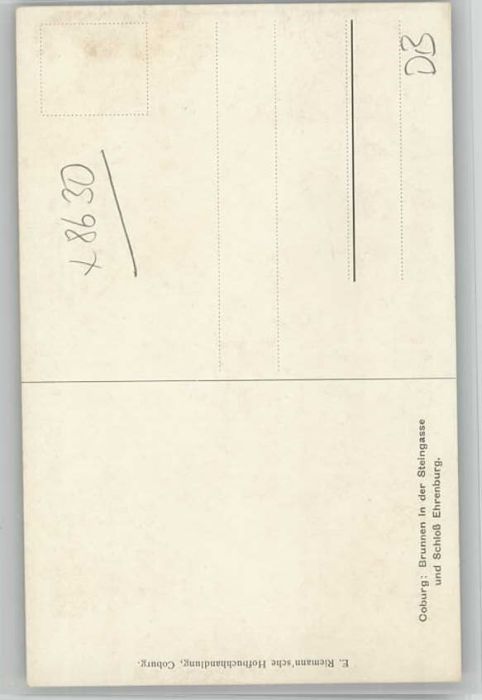 Coburg: Brunnen in der Steingasse
und Schloß Ehrenburg.
E. Riemann'sche Hofbuchhandlung, Coburg.
x 8630
DB